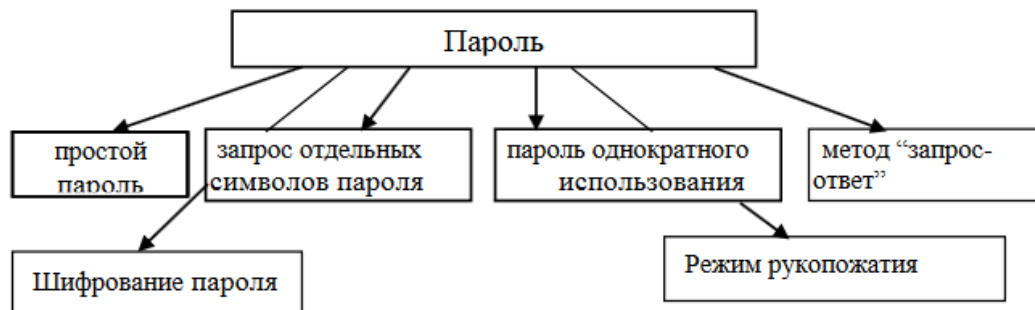 Пароль
простой
пароль
запрос отдельных
символов пароля
пароль однократного
использования
метод “запрос-
ответ”
Шифрование пароля
Режим рукопожатия